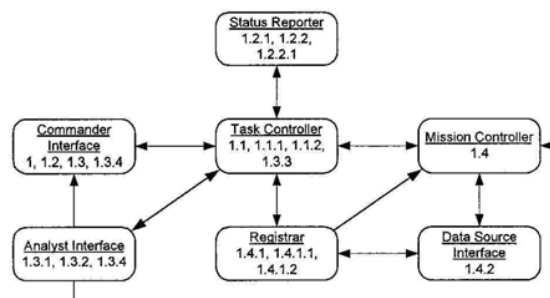 Status Reporter
1.2.1, 1.2.2,
1.2.2.1
Commander
Interface
1, 1.2, 1.3, 1.3.4
Task Controller
1.1, 1.1.1, 1.1.2,
1.3.3
Mission Controller
1.4
Analyst Interface
1.3.1, 1.3.2, 1.3.4
Registrar
1.4.1, 1.4.1.1,
1.4.1.2
Data Source
Interface
1.4.2